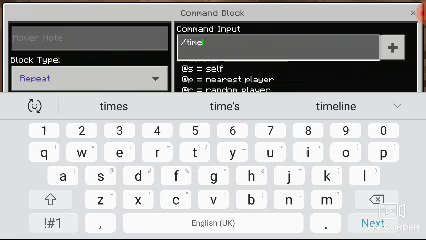 Command Block
Hover Note
Block Type:
Repeat
Command Input
/time
@s = self
@p = nearest player
@r = random player
times time's timeline
1 2 3 4 5 6 7 8 9 0
q w e r t y u i o p
a s d f g h j k l
z x c v b n m
!#1 , English (UK) . Next